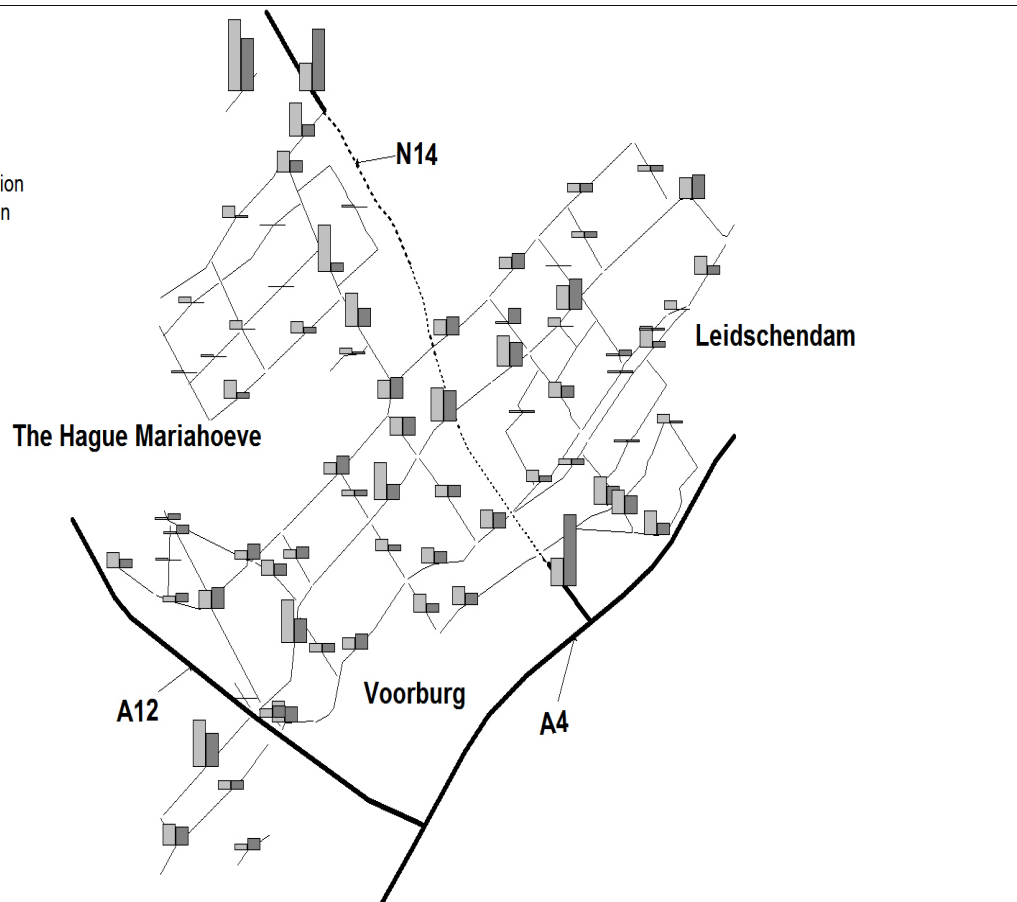 N14
ion
n
Leidschendam
The Hague Mariahoeve
Voorburg
A12
A4